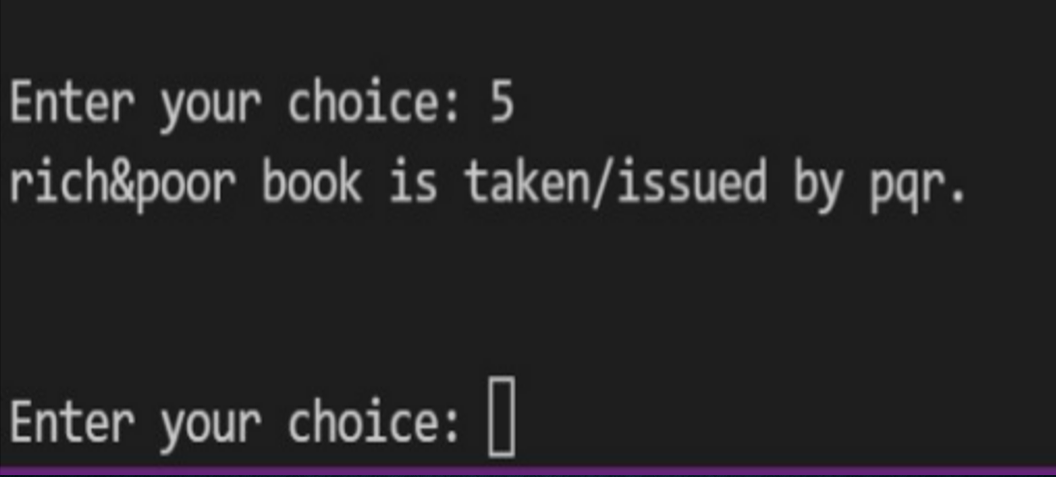 Enter your choice: 5
rich&poor book is taken/issued by pqr.
Enter your choice: